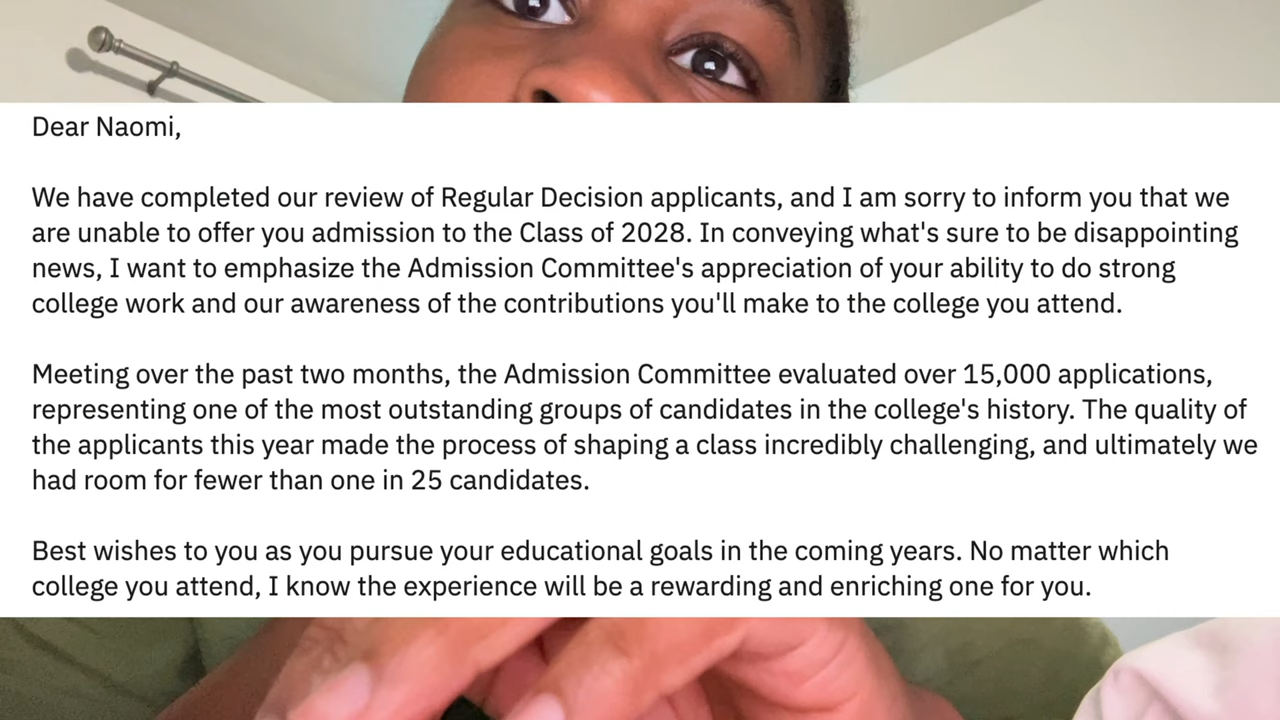 Dear Naomi,
We have completed our review of Regular Decision applicants, and I am sorry to inform you that we
are unable to offer you admission to the Class of 2028. In conveying what's sure to be disappointing
news, I want to emphasize the Admission Committee's appreciation of your ability to do strong
college work and our awareness of the contributions you'll make to the college you attend.
Meeting over the past two months, the Admission Committee evaluated over 15,000 applications,
representing one of the most outstanding groups of candidates in the college's history. The quality of
the applicants this year made the process of shaping a class incredibly challenging, and ultimately we
had room for fewer than one in 25 candidates.
Best wishes to you as you pursue your educational goals in the coming years. No matter which
college you attend, I know the experience will be a rewarding and enriching one for you.